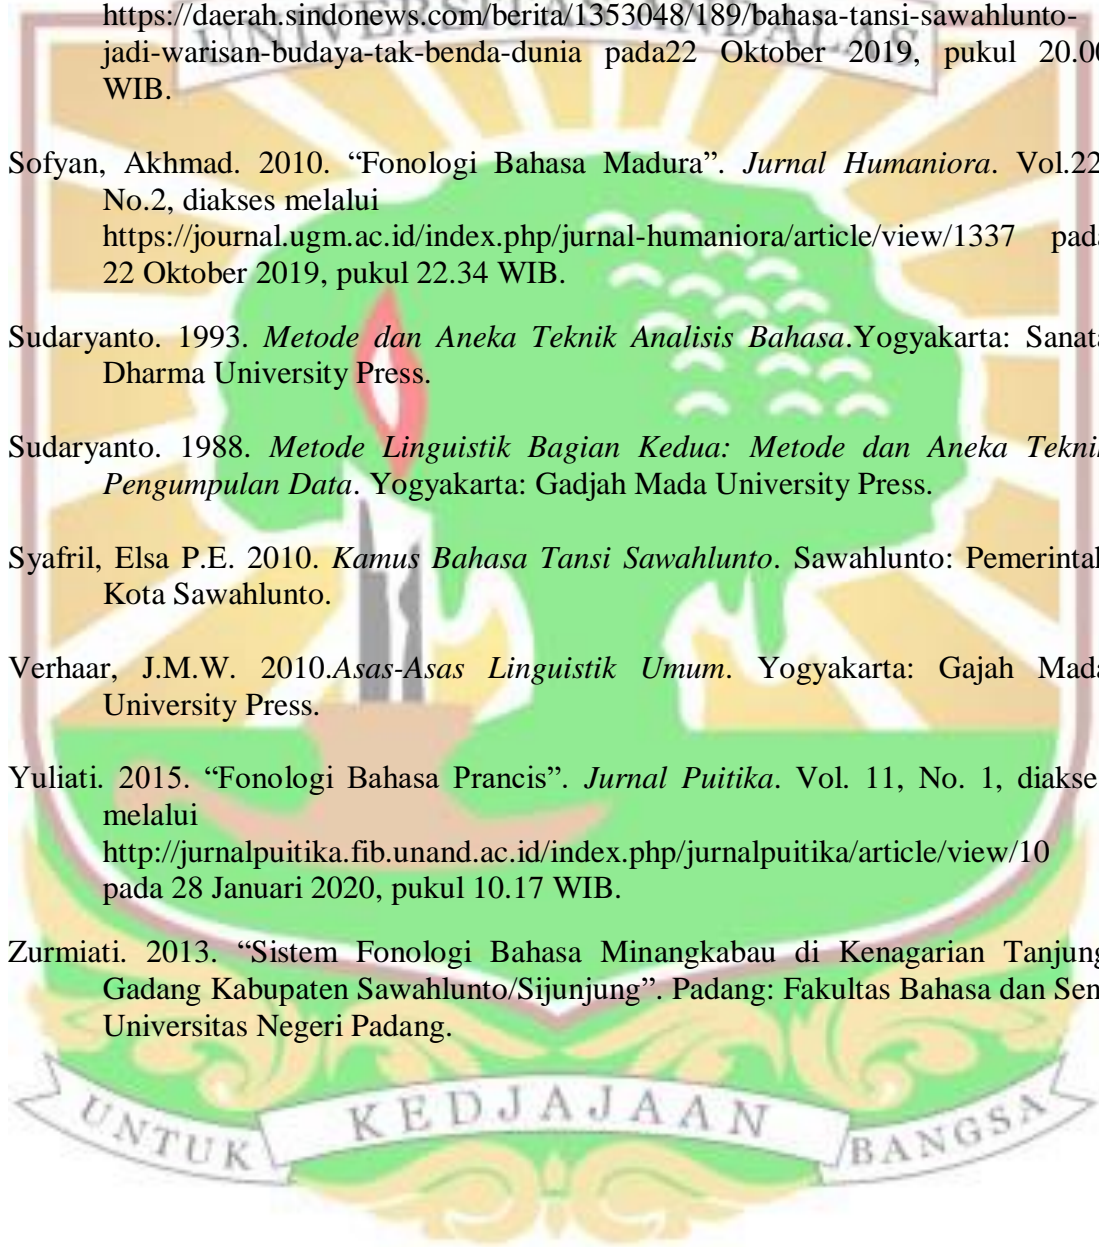 https://daerah.sindonews.com/berita/1353048/189/bahasa-tansi-sawahlunto-
UNIVERSITAS ANDALAS
jadi-warisan-budaya-tak-benda-dunia pada22 Oktober 2019, pukul 20.00
WIB.
Sofyan, Akhmad. 2010. “Fonologi Bahasa Madura”. Jurnal Humaniora. Vol.22
No.2, diakses melalui
https://journal.ugm.ac.id/index.php/jurnal-humaniora/article/view/1337 pada
22 Oktober 2019, pukul 22.34 WIB.
Sudaryanto. 1993. Metode dan Aneka Teknik Analisis Bahasa.Yogyakarta: Sanata
Dharma University Press.
Sudaryanto. 1988. Metode Linguistik Bagian Kedua: Metode dan Aneka Teknik
Pengumpulan Data. Yogyakarta: Gadjah Mada University Press.
Syafril, Elsa P.E. 2010. Kamus Bahasa Tansi Sawahlunto. Sawahlunto: Pemerintah
Kota Sawahlunto.
Verhaar, J.M.W. 2010.Asas-Asas Linguistik Umum. Yogyakarta: Gajah Mada
University Press.
Yuliati. 2015. “Fonologi Bahasa Prancis”. Jurnal Puitika. Vol. 11, No. 1, diakses
melalui
http://jurnalpuitika.fib.unand.ac.id/index.php/jurnalpuitika/article/view/10
pada 28 Januari 2020, pukul 10.17 WIB.
Zurmiati. 2013. “Sistem Fonologi Bahasa Minangkabau di Kenagarian Tanjung
Gadang Kabupaten Sawahlunto/Sijunjung”. Padang: Fakultas Bahasa dan Sen
Universitas Negeri Padang.
UNTUK KEDJAJAAN BANGSA